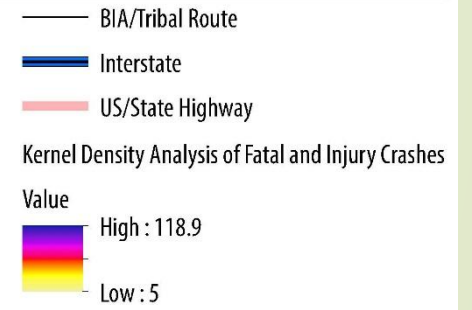 BIA/Tribal Route
Interstate
US/State Highway
Kernel Density Analysis of Fatal and Injury Crashes
Value
High : 118.9
Low : 5